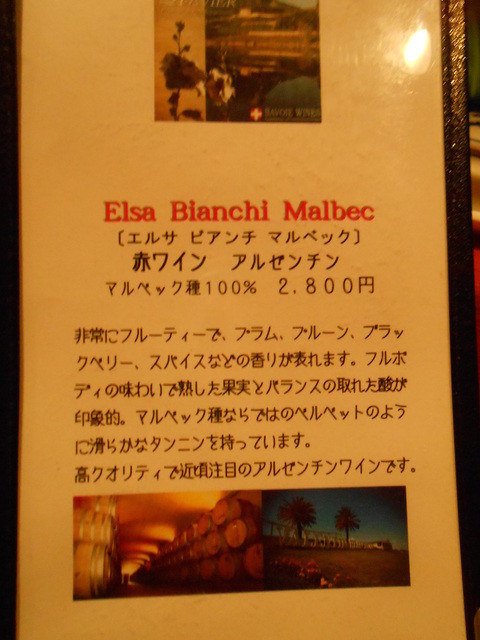 SAVOIE WINES
Elsa Bianchi Malbec
〔エルサ ビアンチ マルベック〕
赤ワイン アルゼンチン
マルベック種100% 2,800円
非常にフルーティーで、プラム、プルーン、ブラッ
クベリー、スパイスなどの香りが表れます。フルボ
ディの味わいで熟した果実とバランスの取れた酸が
印象的。マルベック種ならではのベルベットのよう
に滑らかなタンニンを持っています。
高クオリティで近頃注目のアルゼンチンワインです。